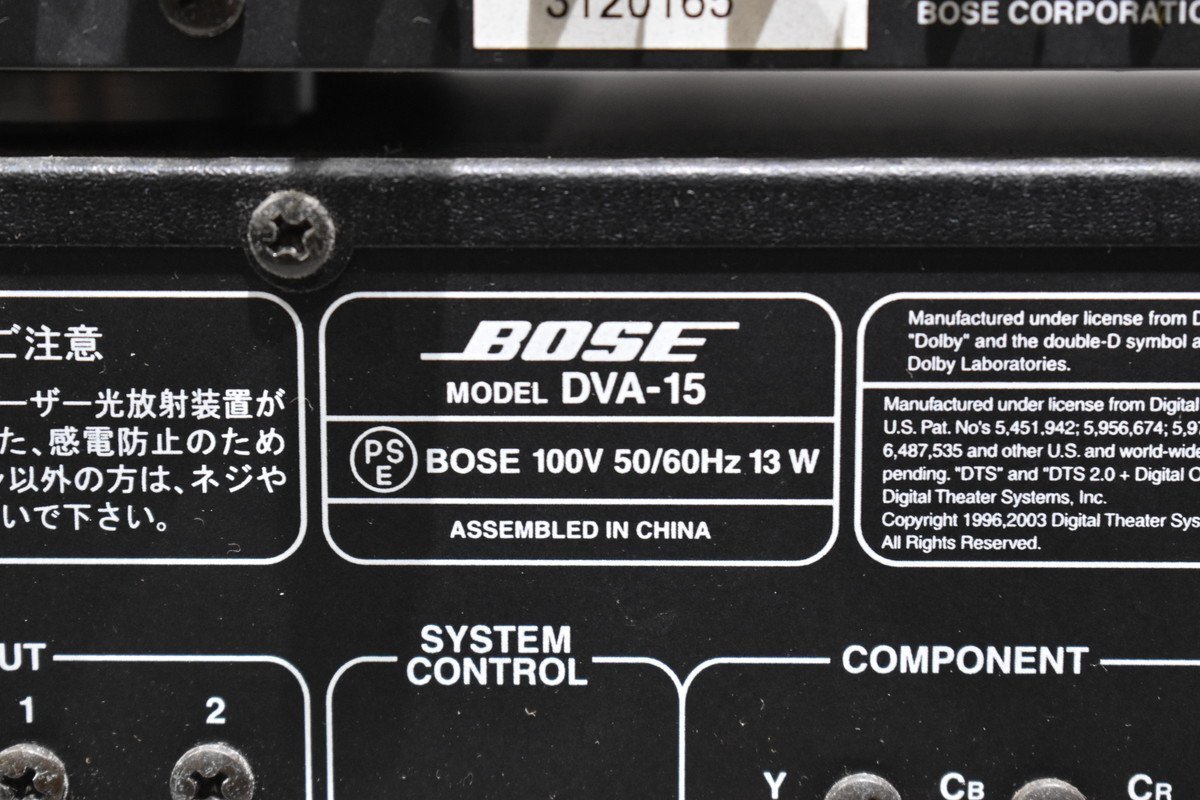 3120165
BOSE CORPORATIO
ご注意
ーザー光放射装置が
た、感電防止のため
ン以外の方は、ネジや
いで下さい。
BOSE
MODEL DVA-15
PSE BOSE 100V 50/60Hz 13 W
ASSEMBLED IN CHINA
Manufactured under license from D
"Dolby" and the double-D symbol a
Dolby Laboratories.
Manufactured under license from Digital
U.S. Pat. No's 5,451,942; 5,956,674; 5,97
6,487,535 and other U.S. and world-wide
pending. "DTS" and "DTS 2.0 + Digital O
Digital Theater Systems, Inc.
Copyright 1996,2003 Digital Theater Sys
All Rights Reserved.
UT
1 2
SYSTEM
CONTROL
COMPONENT
Y CB CR